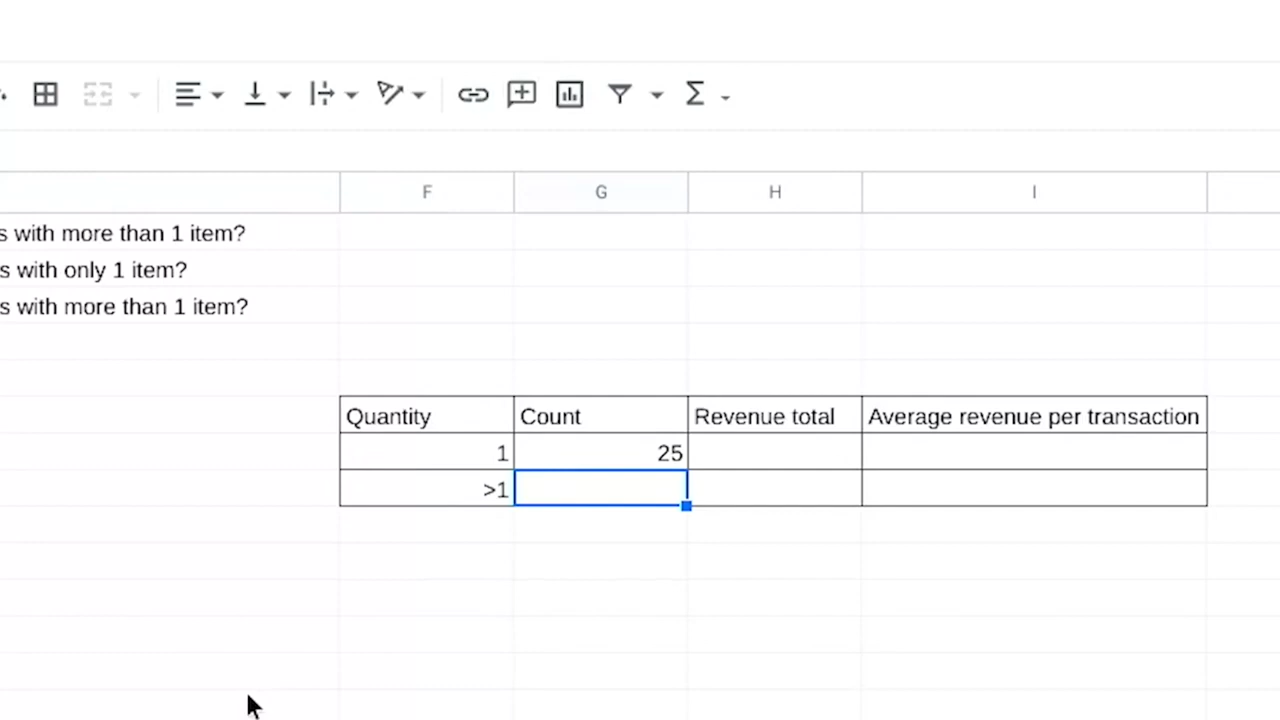 F G H I
s with more than 1 item?
s with only 1 item?
s with more than 1 item?
Quantity Count Revenue total Average revenue per transaction
1 25
>1